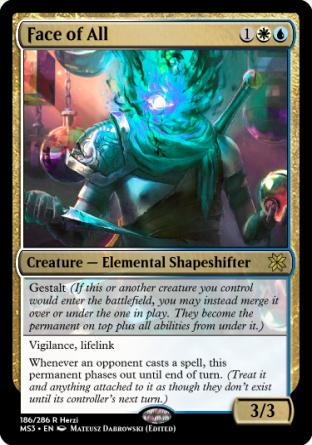 Face of All 1
Creature — Elemental Shapeshifter
Gestalt (If this or another creature you control
would enter the battlefield, you may instead merge it
over or under the one in play. They become the
permanent on top plus all abilities from under it.)
Vigilance, lifelink
Whenever an opponent casts a spell, this
permanent phases out until end of turn. (Treat it
and anything attached to it as though they don't exist
until its controller's next turn.)
3/3
186/286 R Herzi
MS3 • EN Mateusz Dabrowski (Edited)